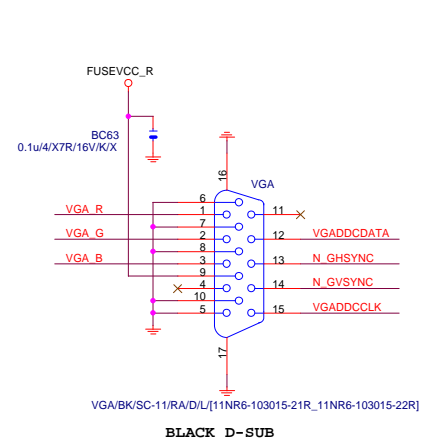 FUSEVCC_R
BC63
0.1u/4/X7R/16V/K/X
16
VGA
6
VGA_R 1 11
7
VGA_G 2 12 VGADDCDATA
8
VGA_B 3 13 N_GHSYNC
9
4 14 N_GVSYNC
10
5 15 VGADDCCLK
17
VGA/BK/SC-11/RA/D/L/[11NR6-103015-21R_11NR6-103015-22R]
BLACK D-SUB